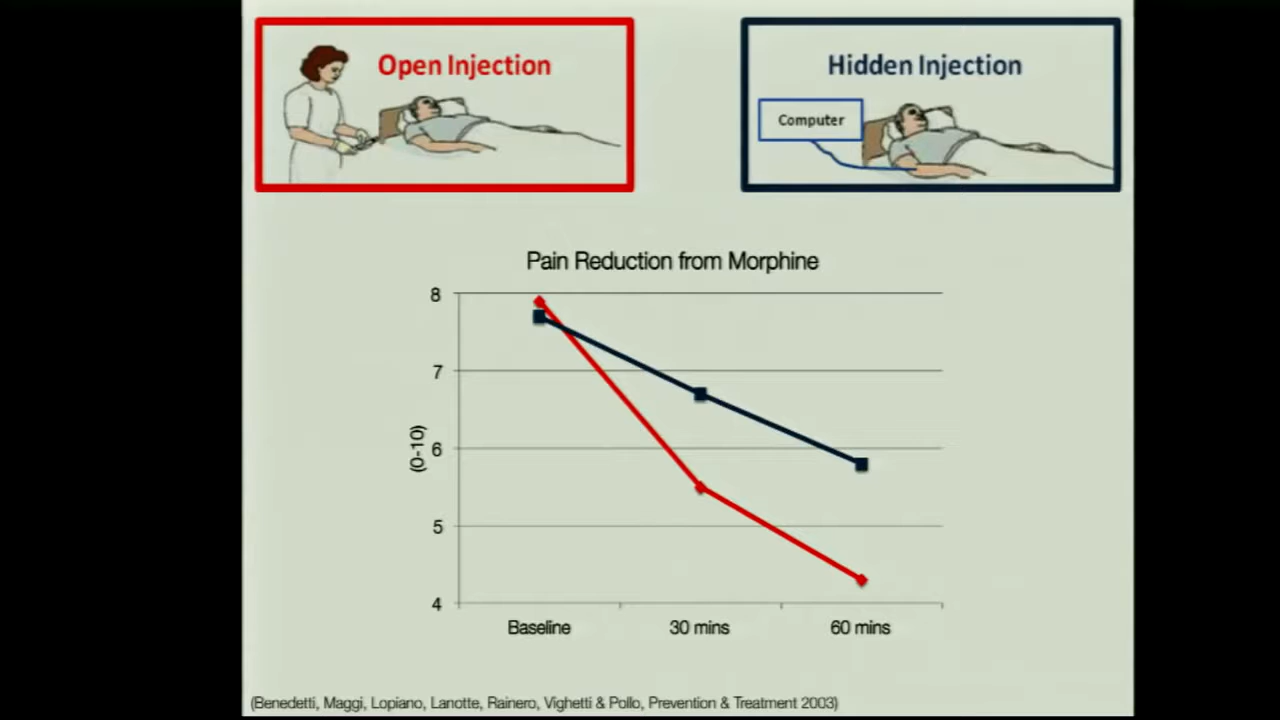 Open Injection
Hidden Injection
Computer
Pain Reduction from Morphine
8
7
6
5
4
(0-10)
Baseline
30 mins
60 mins
(Benedetti, Maggi, Lopiano, Lanotte, Rainero, Vighetti & Pollo, Prevention & Treatment 2003)